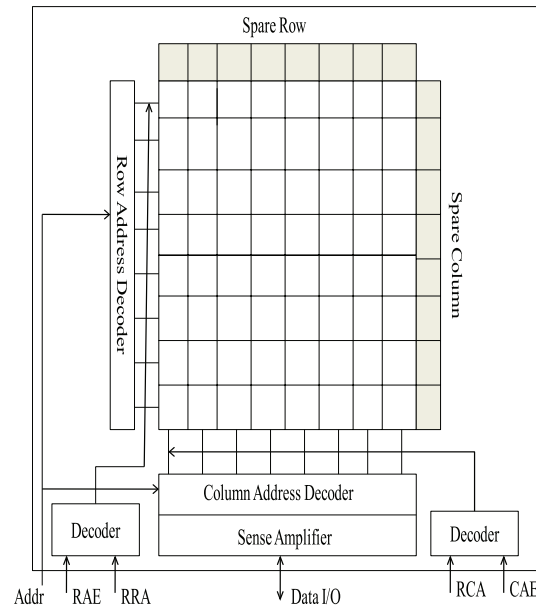 Spare Row
Row Address Decoder
Spare Column
Column Address Decoder
Sense Amplifier
Decoder
Decoder
Addr
RAE
RRA
Data I/O
RCA
CAE